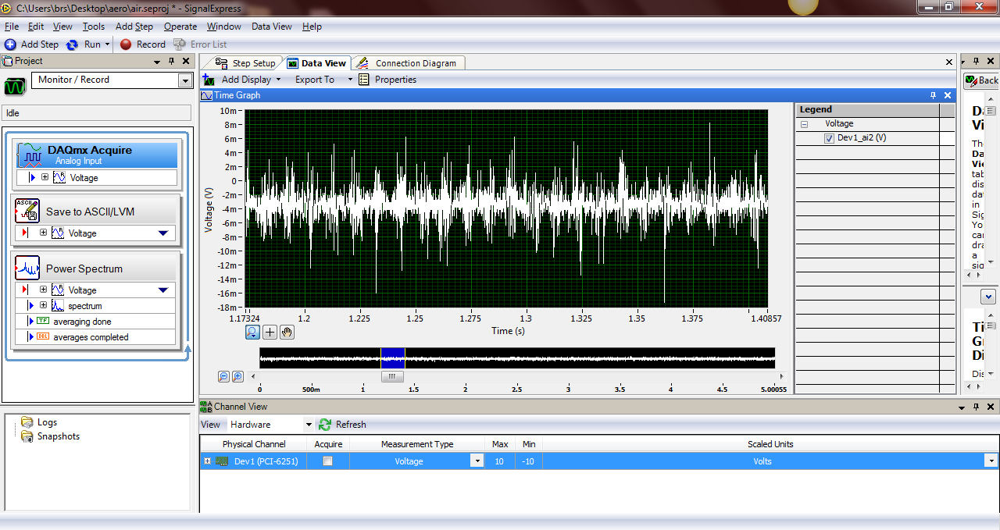 C:\Users\brs\Desktop\aero\air.seproj * - SignalExpress
File Edit View Tools Add Step Operate Window Data View Help
Add Step Run Record Error List
Project
Monitor / Record
Idle
DAQmx Acquire
Analog Input
Voltage
ASCII
Save to ASCII/LVM
Voltage
Power Spectrum
Voltage
spectrum
TF averaging done
DBL averages completed
Logs
Snapshots
Step Setup Data View Connection Diagram
Add Display Export To Properties
Time Graph
Voltage (V)
10m
8m
6m
4m
2m
0
-2m
-4m
-6m
-8m
-10m
-12m
-14m
-16m
-18m
1.17324 1.2 1.225 1.25 1.275 1.3 1.325 1.35 1.375 1.40857
Time (s)
0 500m 1 1.5 2 2.5 3 3.5 4 4.5 5.00055
Legend
Voltage
Dev1_ai2 (V)
Back
Da
Vi
The
Da
Vie
tab
dis
dat
in
Sig
You
can
dra
a
sig
Ti
Gr
Di
Dis
Channel View
View Hardware Refresh
Physical Channel Acquire Measurement Type Max Min Scaled Units
Dev1 (PCI-6251) Voltage 10 -10 Volts